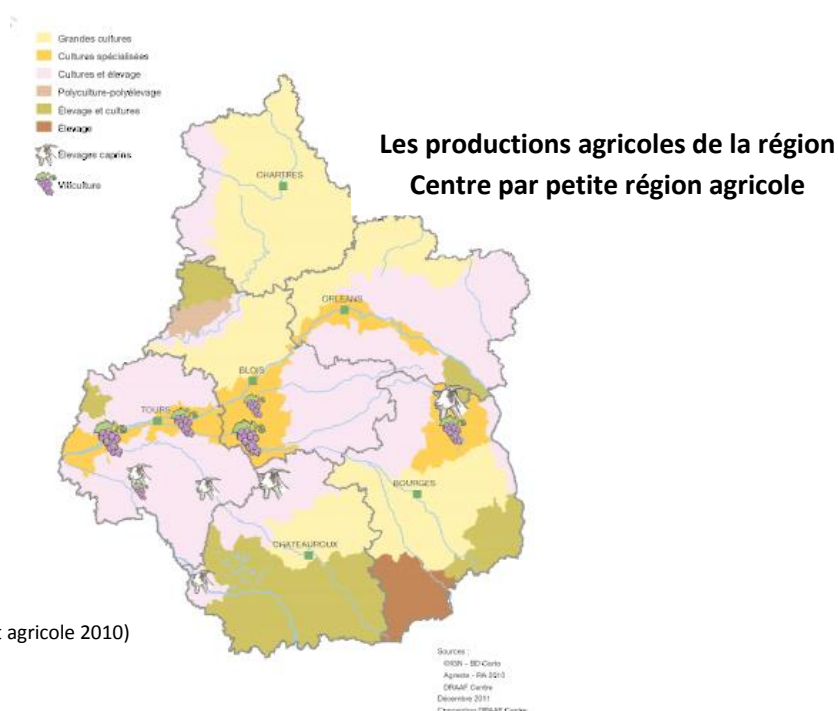 Grandes cultures
Cultures spécialisées
Cultures et élevage
Polyculture-polyélevage
Élevage et cultures
Élevage
Élevages caprins
Viticulture
Les productions agricoles de la région
Centre par petite région agricole
CHARTRES
ORLEANS
BLOIS
TOURS
BOURGES
CHATEAUROUX
agricole 2010)
Sources :
©IGN - BD-Carto
Agreste - RA 2010
DRAAF Centre
Décembre 2011